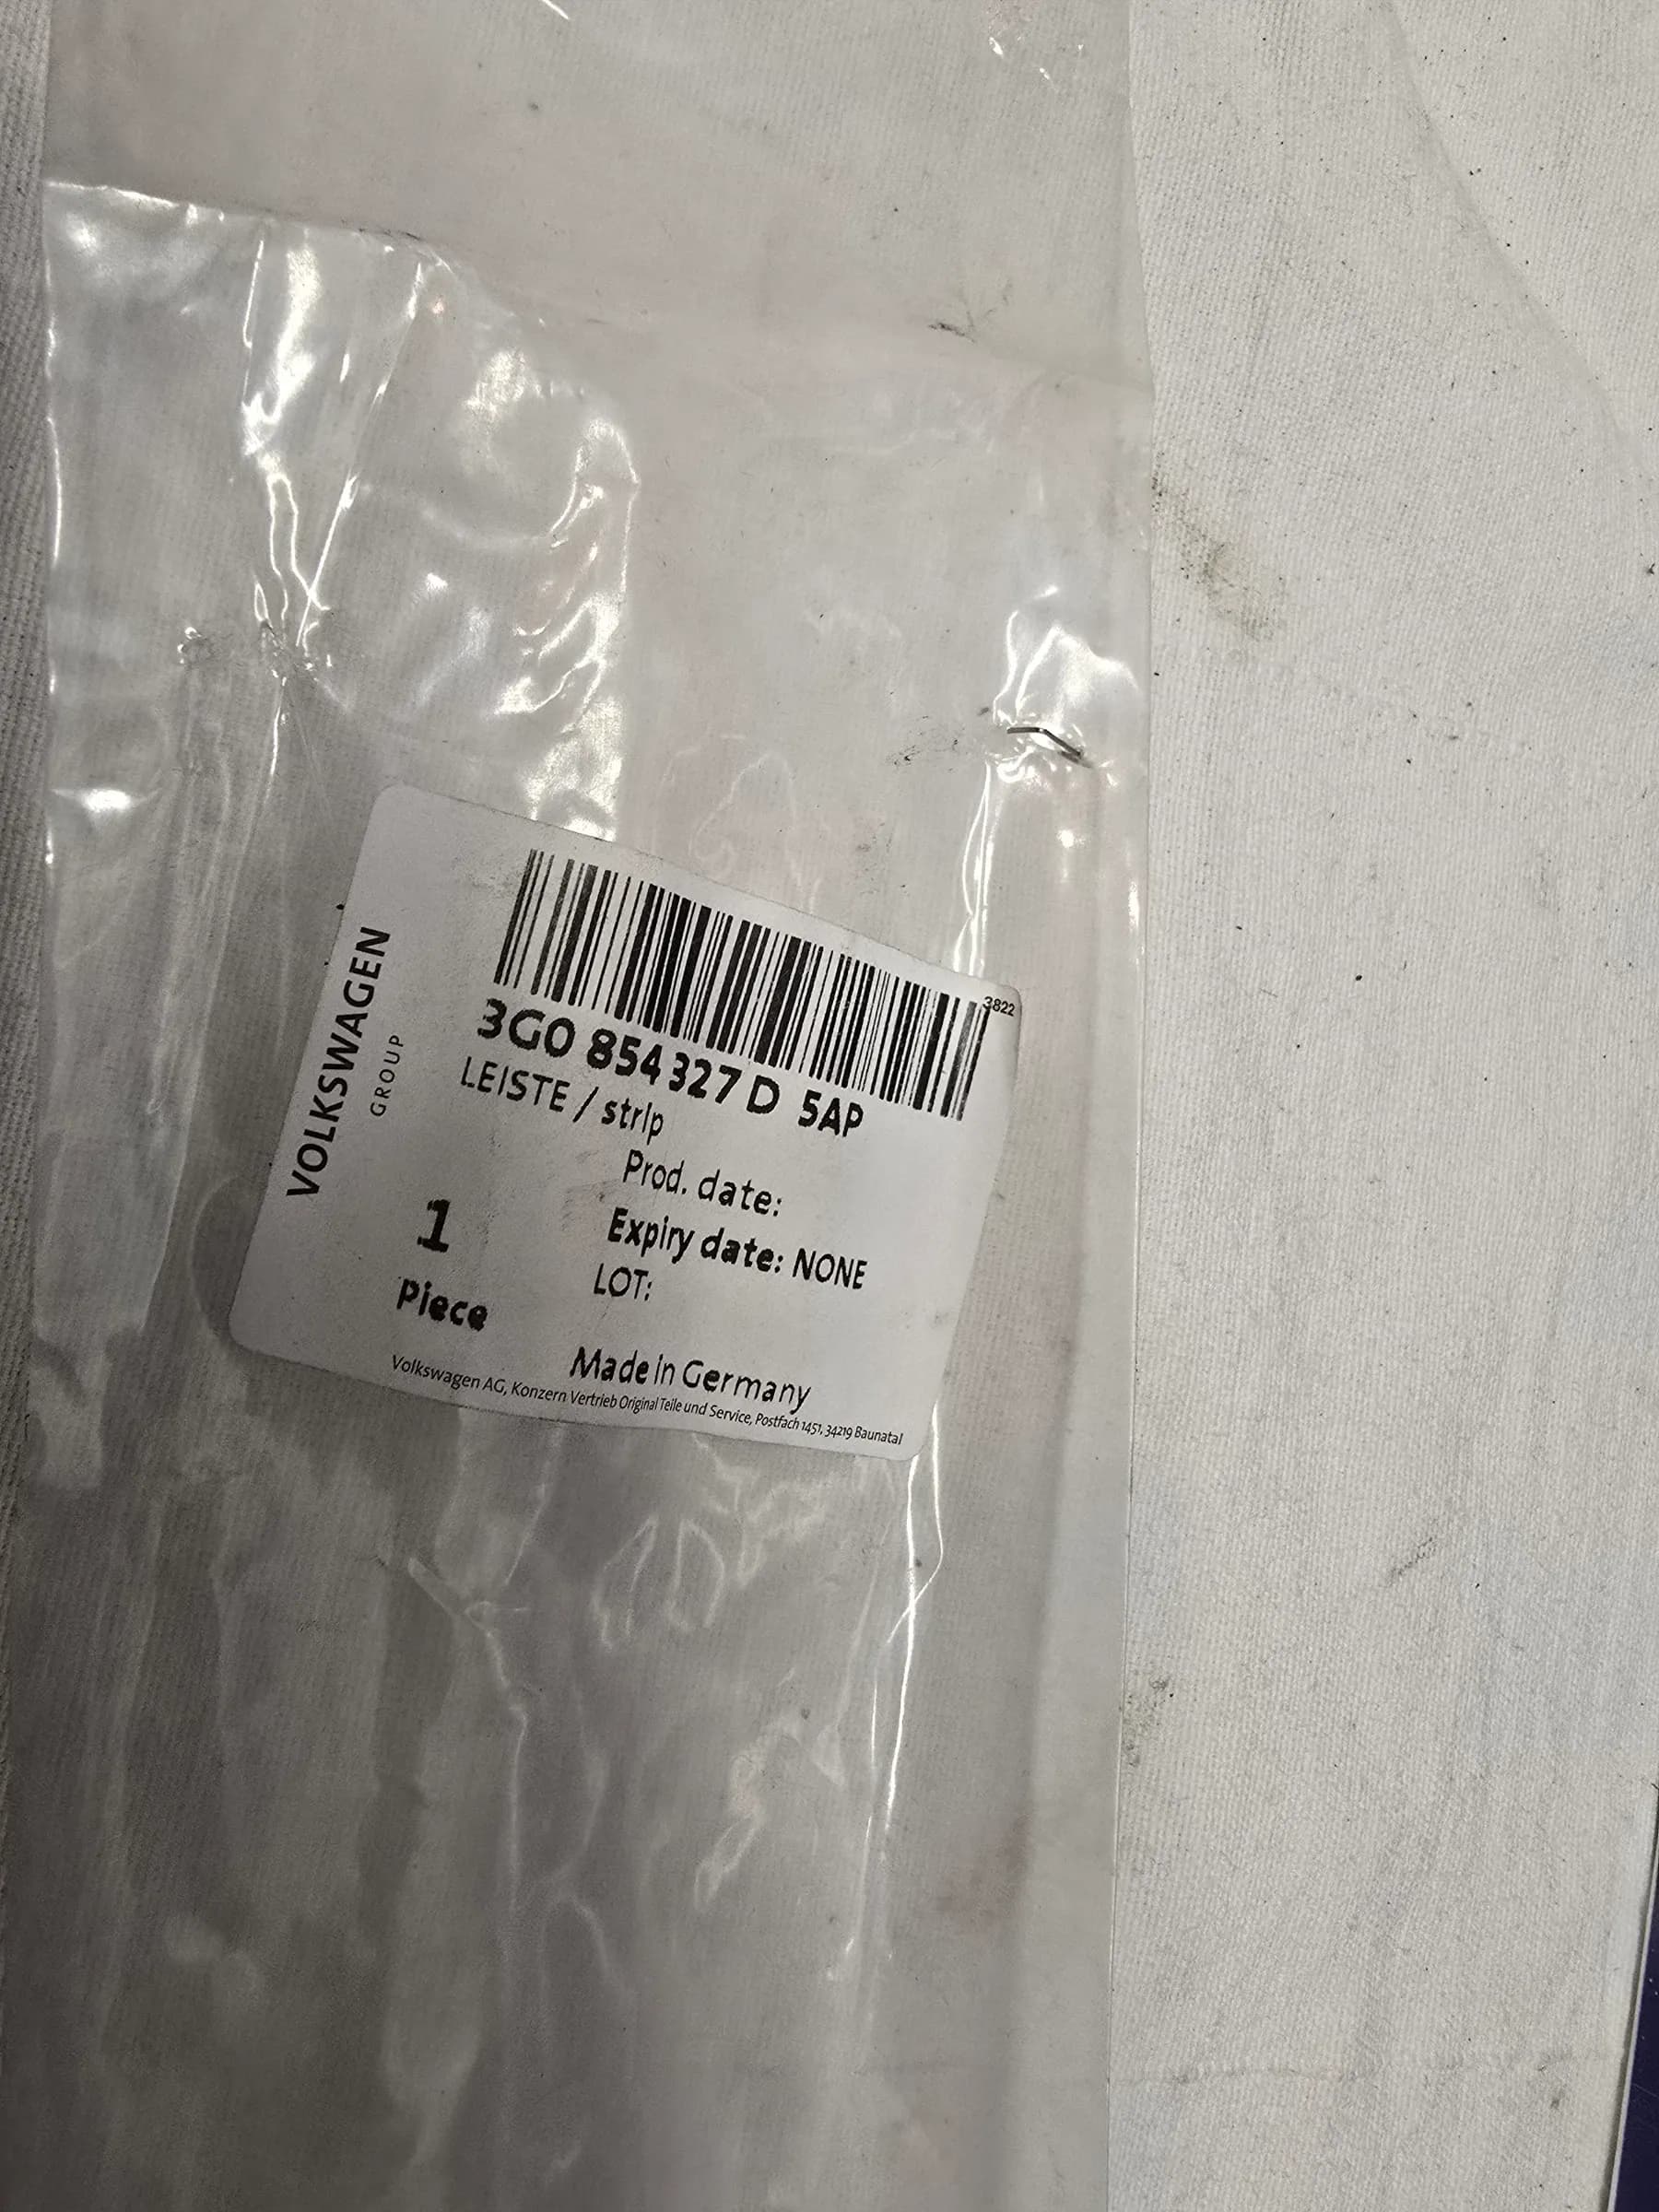 3822
3G0 854 327 D 5AP
LEISTE / strip
VOLKSWAGEN
GROUP
Prod. date:
Expiry date: NONE
LOT:
1
Piece
Made in Germany
Volkswagen AG, Konzern Vertrieb Original Teile und Service, Postfach 1451, 34219 Baunatal